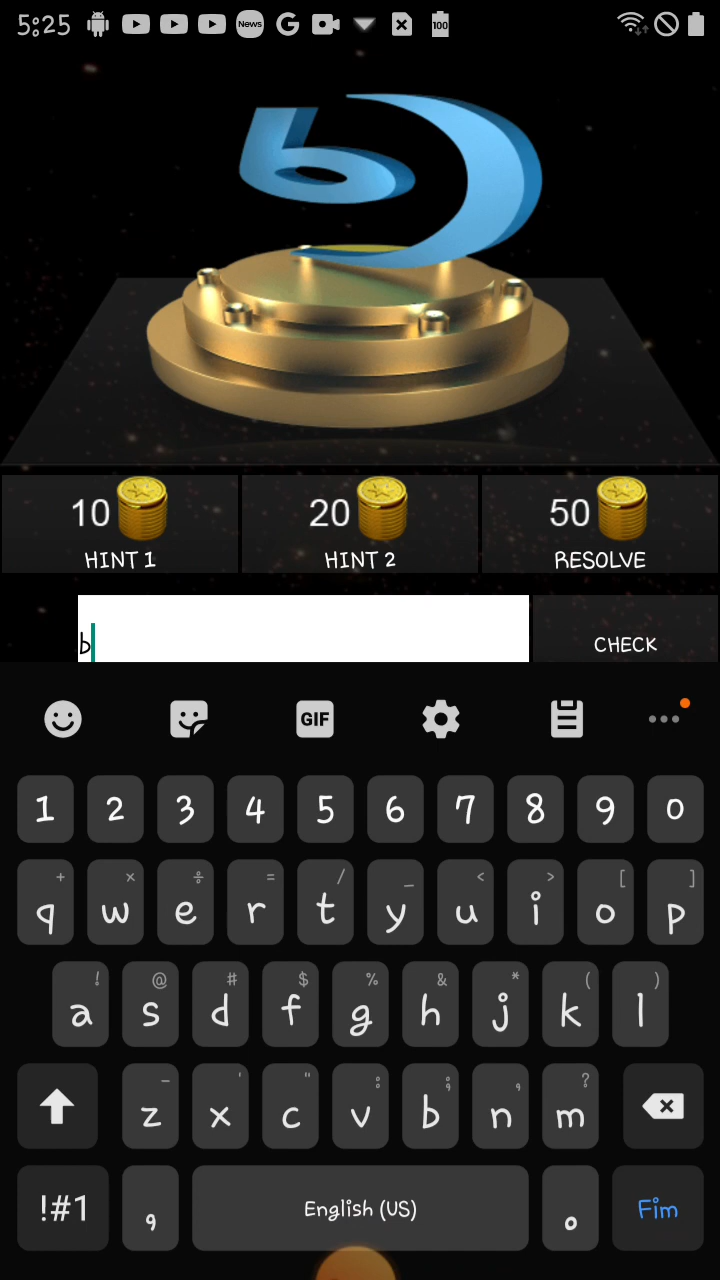 5:25
News
100
b
10
20
50
HINT 1
HINT 2
RESOLVE
b
CHECK
GIF
1 2 3 4 5 6 7 8 9 0
+ × ÷ = / _ < > [ ]
q w e r t y u i o p
! @ # $ % & * ( )
a s d f g h j k l
- ' " : ; , ?
z x c v b n m
!#1 , English (US) . Fim